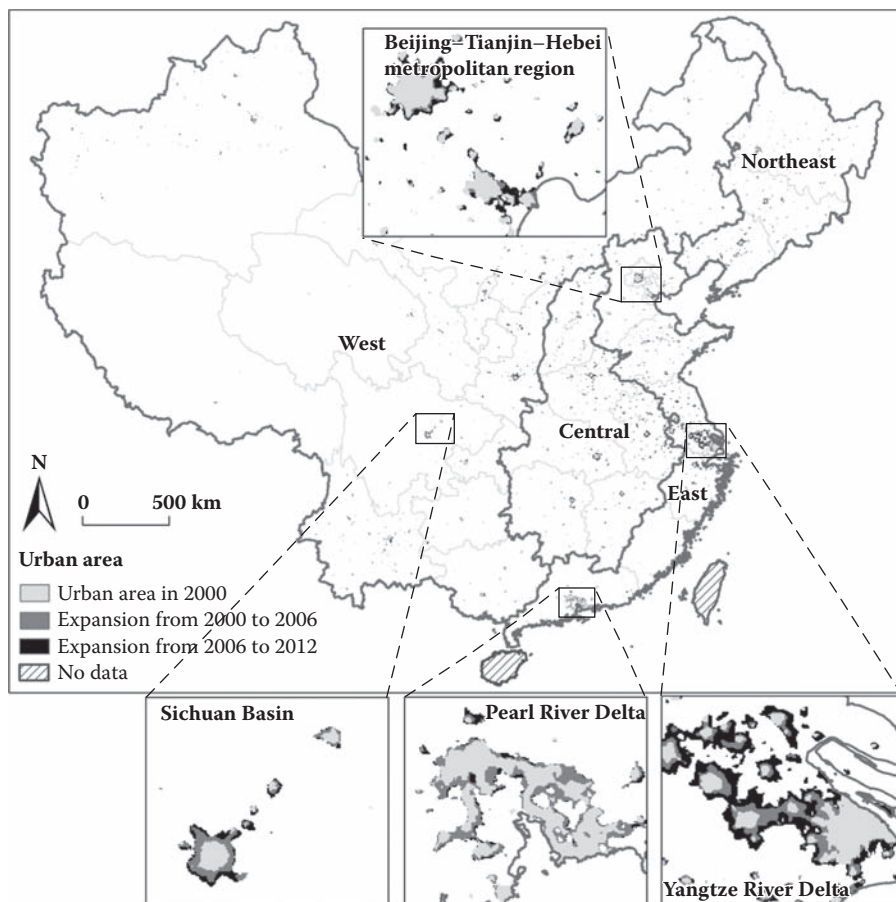 Beijing–Tianjin–Hebei
metropolitan region
Northeast
West
Central
East
N
0 500 km
Urban area
Urban area in 2000
Expansion from 2000 to 2006
Expansion from 2006 to 2012
No data
Sichuan Basin
Pearl River Delta
Yangtze River Delta